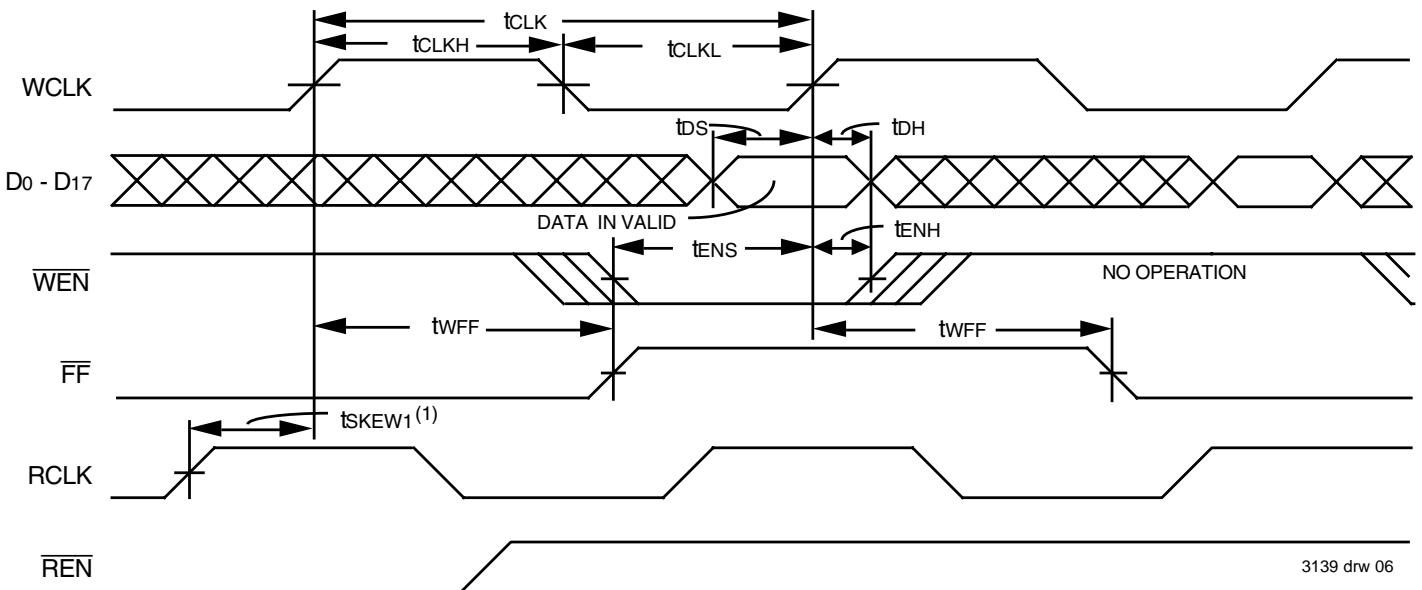 tCLK
tCLKH tCLKL
WCLK
tDS tDH
D0 - D17
DATA IN VALID
tENS tENH
WEN
NO OPERATION
tWFF tWFF
FF
tSKEW1(1)
RCLK
REN
3139 drw 06